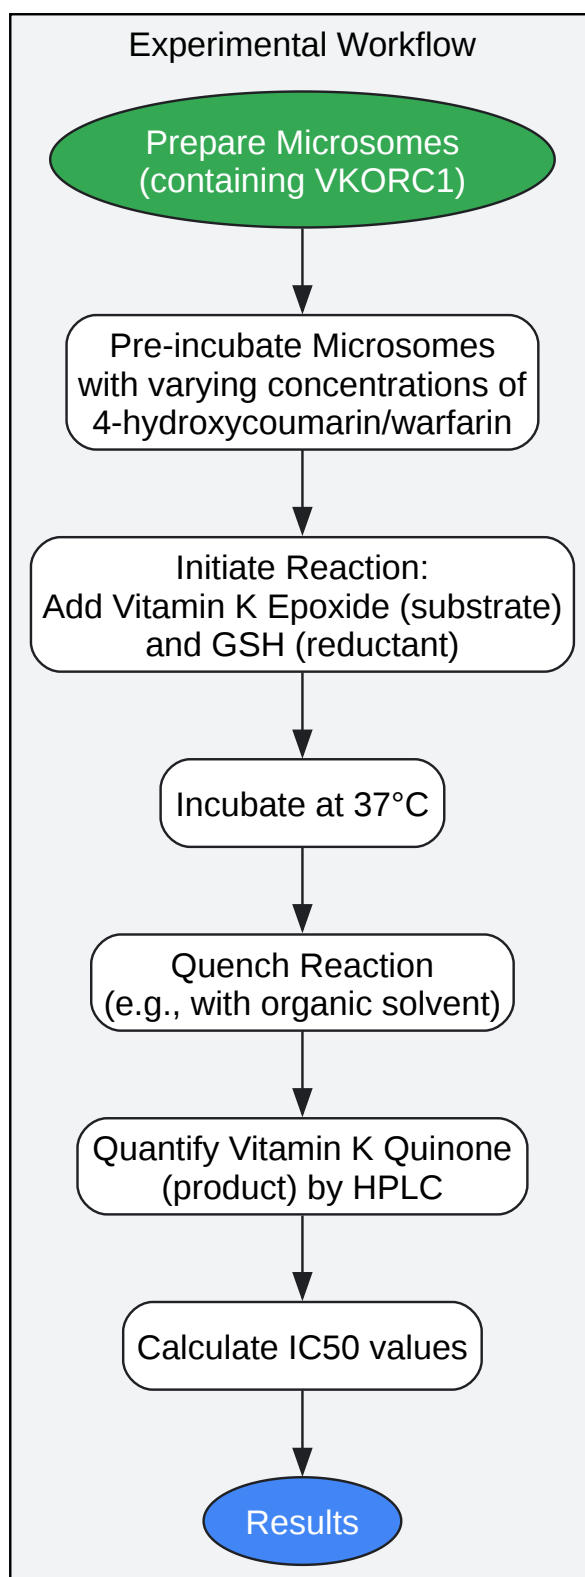 Experimental Workflow
Prepare Microsomes
(containing VKORC1)
Pre-incubate Microsomes
with varying concentrations of
4-hydroxycoumarin/warfarin
Initiate Reaction:
Add Vitamin K Epoxide (substrate)
and GSH (reductant)
Incubate at 37°C
Quench Reaction
(e.g., with organic solvent)
Quantify Vitamin K Quinone
(product) by HPLC
Calculate IC50 values
Results